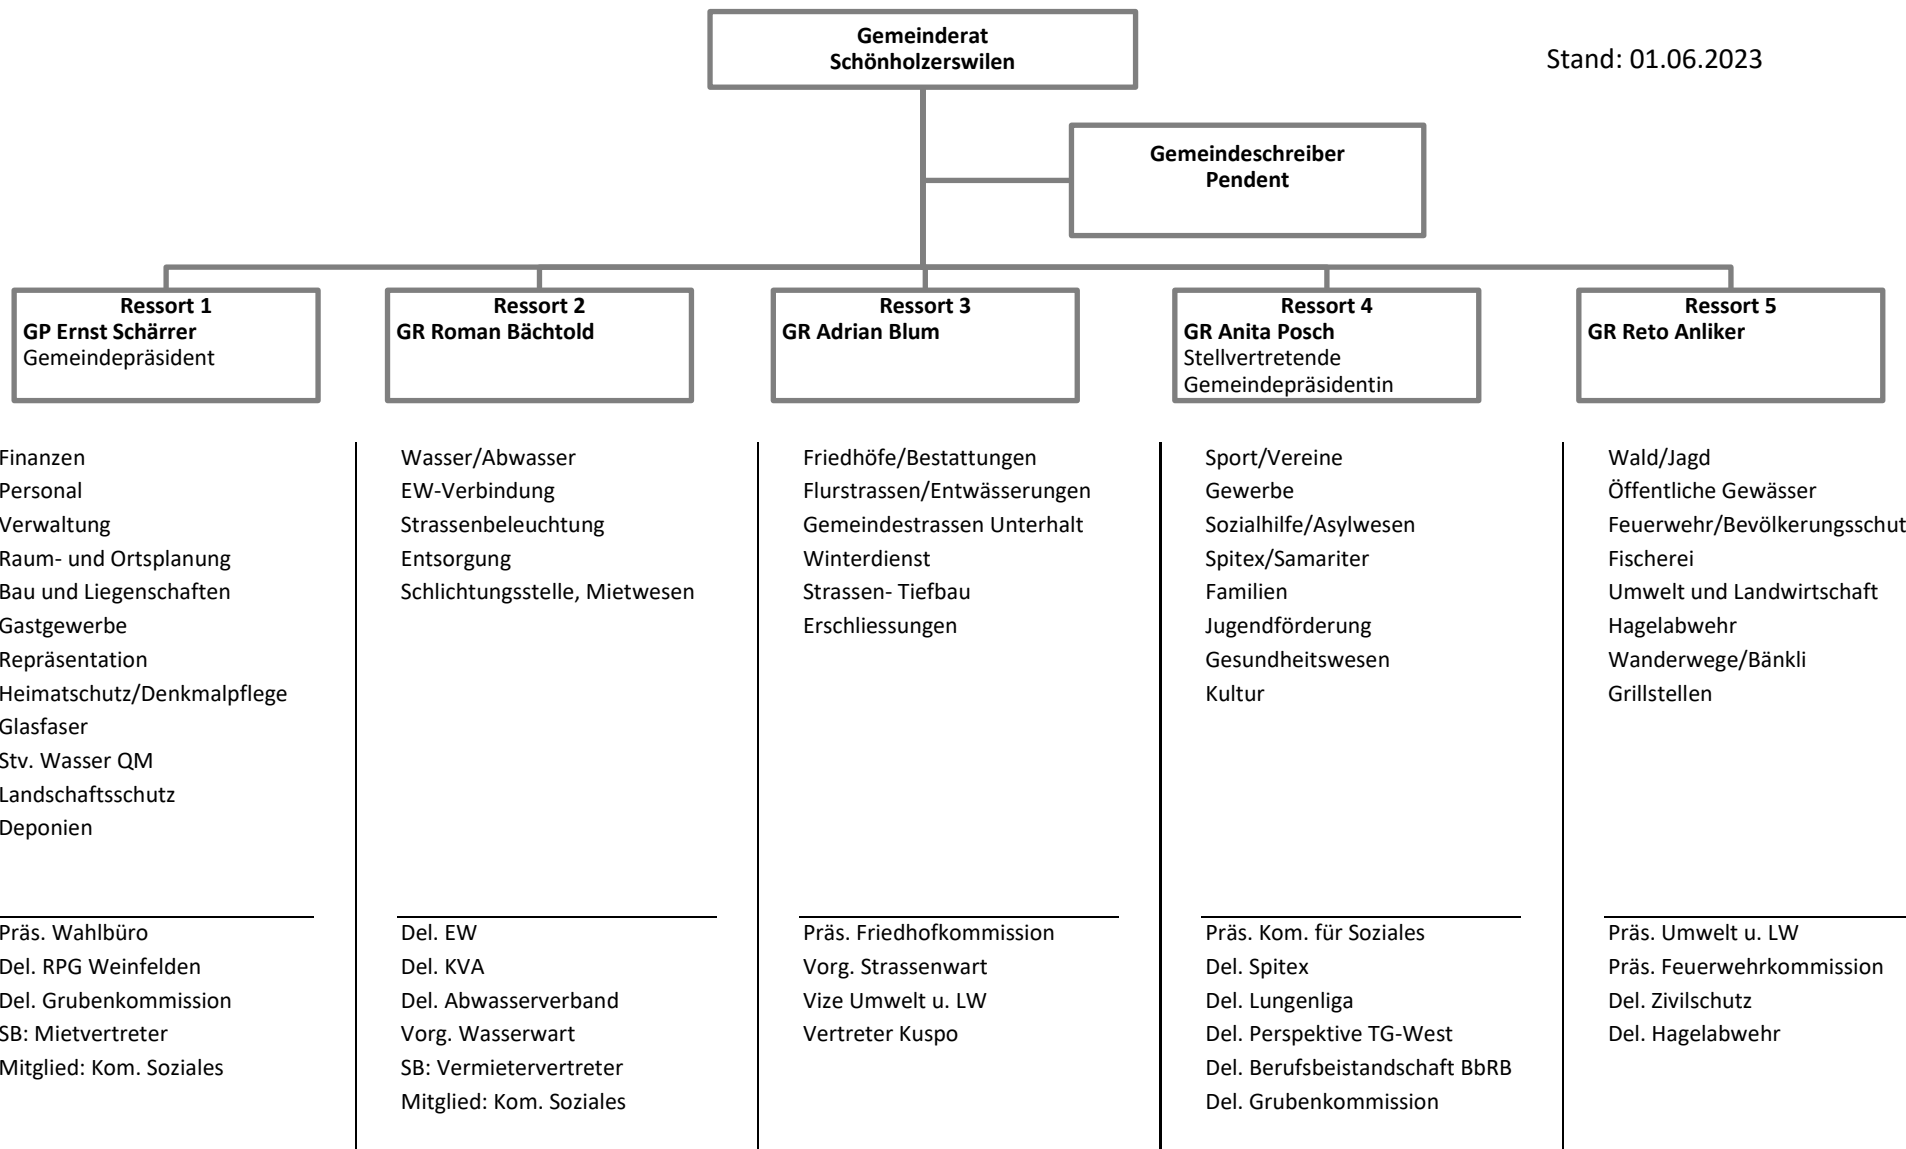 Gemeinderat
Schönholzerswilen
Stand: 01.06.2023
Gemeindeschreiber
Pendent
Ressort 1
GP Ernst Schärrer
Gemeindepräsident
Ressort 2
GR Roman Bächtold
Ressort 3
GR Adrian Blum
Ressort 4
GR Anita Posch
Stellvertretende
Gemeindepräsidentin
Ressort 5
GR Reto Anliker
Finanzen
Personal
Verwaltung
Raum- und Ortsplanung
Bau und Liegenschaften
Gastgewerbe
Repräsentation
Heimatschutz/Denkmalpflege
Glasfaser
Stv. Wasser QM
Landschaftsschutz
Deponien
Präs. Wahlbüro
Del. RPG Weinfelden
Del. Grubenkommission
SB: Mietvertreter
Mitglied: Kom. Soziales
Wasser/Abwasser
EW-Verbindung
Strassenbeleuchtung
Entsorgung
Schlichtungsstelle, Mietwesen
Del. EW
Del. KVA
Del. Abwasserverband
Vorg. Wasserwart
SB: Vermietervertreter
Mitglied: Kom. Soziales
Friedhöfe/Bestattungen
Flurstrassen/Entwässerungen
Gemeindestrassen Unterhalt
Winterdienst
Strassen- Tiefbau
Erschliessungen
Präs. Friedhofkommission
Vorg. Strassenwart
Vize Umwelt u. LW
Vertreter Kuspo
Sport/Vereine
Gewerbe
Sozialhilfe/Asylwesen
Spitex/Samariter
Familien
Jugendförderung
Gesundheitswesen
Kultur
Präs. Kom. für Soziales
Del. Spitex
Del. Lungenliga
Del. Perspektive TG-West
Del. Berufsbeistandschaft BbRB
Del. Grubenkommission
Wald/Jagd
Öffentliche Gewässer
Feuerwehr/Bevölkerungsschut
Fischerei
Umwelt und Landwirtschaft
Hagelabwehr
Wanderwege/Bänkli
Grillstellen
Präs. Umwelt u. LW
Präs. Feuerwehrkommission
Del. Zivilschutz
Del. Hagelabwehr